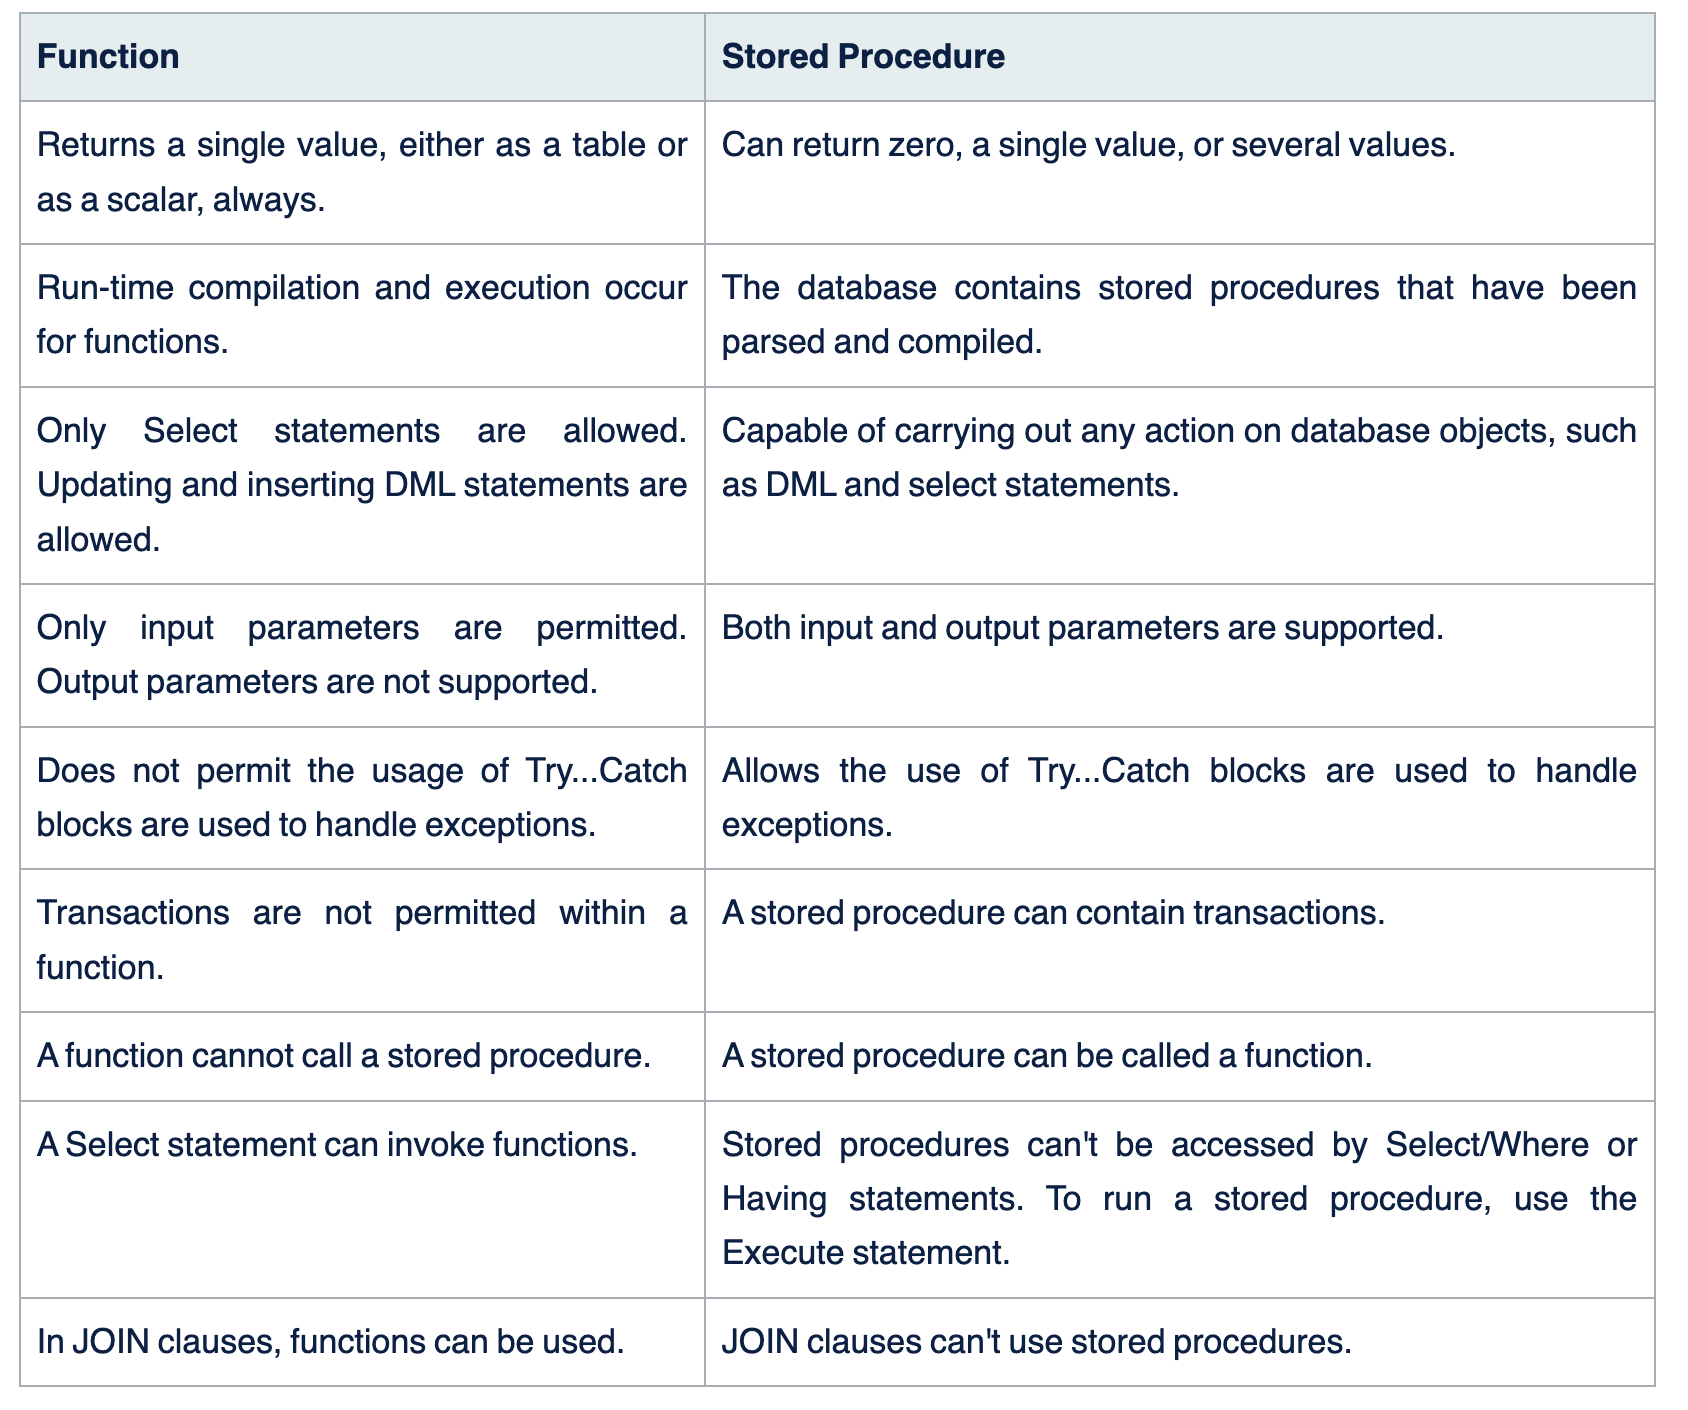 Function
Stored Procedure
Returns a single value, either as a table or
as a scalar, always.
Can return zero, a single value, or several values.
Run-time compilation and execution occur
for functions.
The database contains stored procedures that have been
parsed and compiled.
Only Select statements are allowed.
Updating and inserting DML statements are
allowed.
Capable of carrying out any action on database objects, such
as DML and select statements.
Only input parameters are permitted.
Output parameters are not supported.
Both input and output parameters are supported.
Does not permit the usage of Try...Catch
blocks are used to handle exceptions.
Allows the use of Try...Catch blocks are used to handle
exceptions.
Transactions are not permitted within a
function.
A stored procedure can contain transactions.
A function cannot call a stored procedure.
A stored procedure can be called a function.
A Select statement can invoke functions.
Stored procedures can't be accessed by Select/Where or
Having statements. To run a stored procedure, use the
Execute statement.
In JOIN clauses, functions can be used.
JOIN clauses can't use stored procedures.